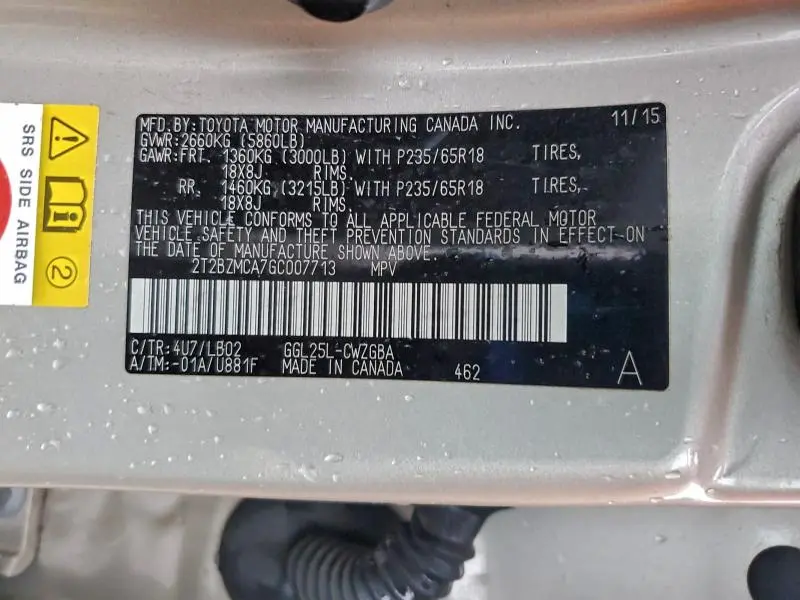 MFD.BY:TOYOTA MOTOR MANUFACTURING CANADA INC. 11/15
GVWR:2660KG (5860LB)
GAWR:FRT. 1360KG (3000LB) WITH P235/65R18 TIRES,
18X8J RIMS.
RR. 1460KG (3215LB) WITH P235/65R18 TIRES,
18X8J RIMS.
THIS VEHICLE CONFORMS TO ALL APPLICABLE FEDERAL MOTOR
VEHICLE SAFETY AND THEFT PREVENTION STANDARDS IN EFFECT ON
THE DATE OF MANUFACTURE SHOWN ABOVE.
2T2BZMCA7GC007713 MPV
C/TR:4U7/LB02 GGL25L-CWZGBA
A/TM:-01A/U881F MADE IN CANADA 462 A
SRS SIDE AIRBAG
2